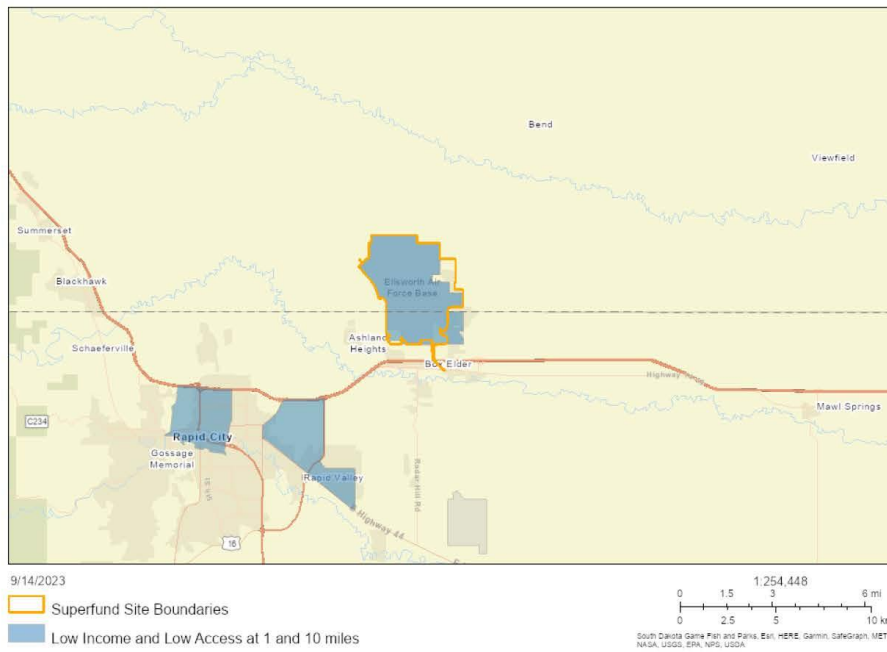 Bend
Viewfield
Summerset
Blackhawk
Ellsworth Air
Force Base
Schaeferville
Ashland
Heights
Box Elder
Mawl Springs
C234
Rapid City
Gossage
Memorial
Rapid Valley
Radar Hill Rd
Highway 44
16
9/14/2023
Superfund Site Boundaries
Low Income and Low Access at 1 and 10 miles
1:254,448
0 1.5 3 6 mi
0 2.5 5 10 k
South Dakota Game Fish and Parks, Esri, HERE, Garmin, SafeGraph, MET
NASA, USGS, EPA, NPS, USDA